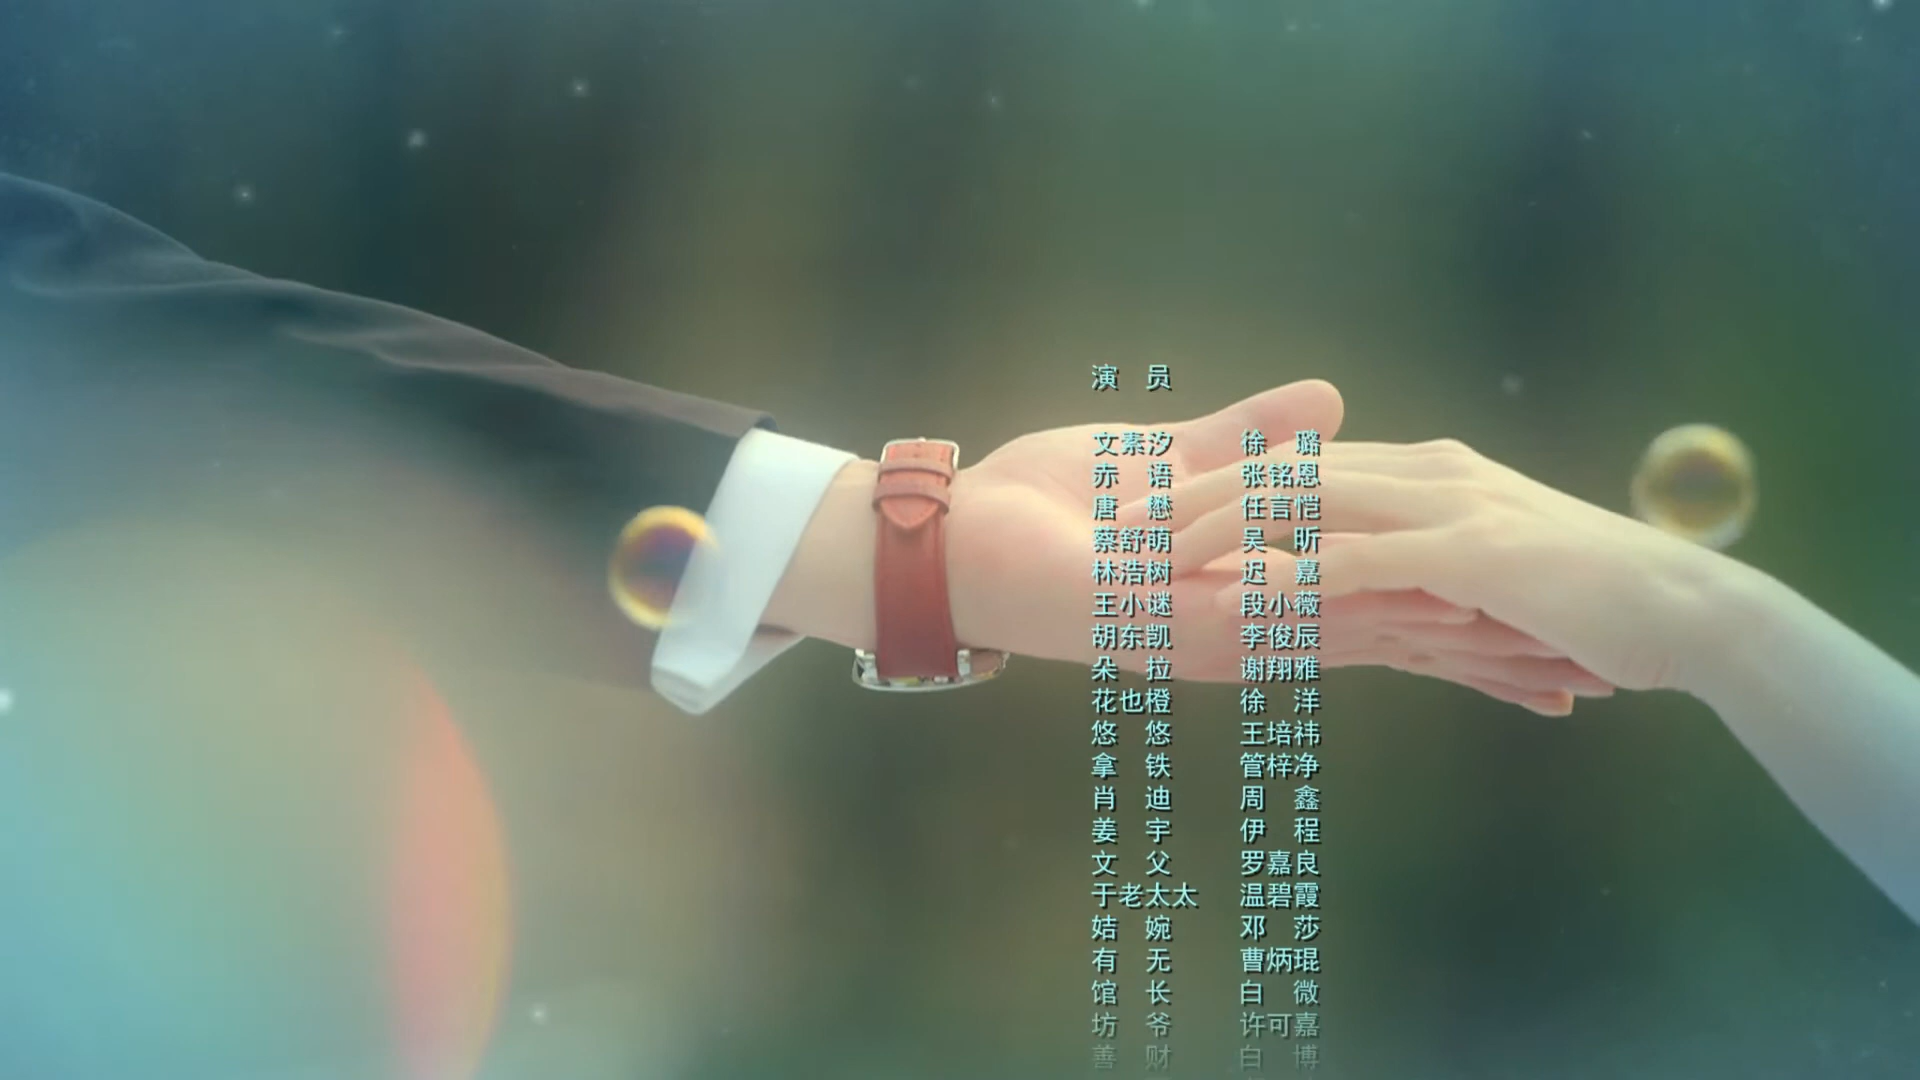 演 员
文素汐 徐 璐
赤 语 张铭恩
唐 懋 任言恺
蔡舒萌 吴 昕
林浩树 迟 嘉
王小谜 段小薇
胡东凯 李俊辰
朵 拉 谢翔雅
花也橙 徐 洋
悠 悠 王培祎
拿 铁 管梓净
肖 迪 周 鑫
姜 宇 伊 程
文 父 罗嘉良
于老太太 温碧霞
姞 婉 邓 莎
有 无 曹炳琨
馆 长 白 微
坊 爷 许可嘉
善 财 白 博